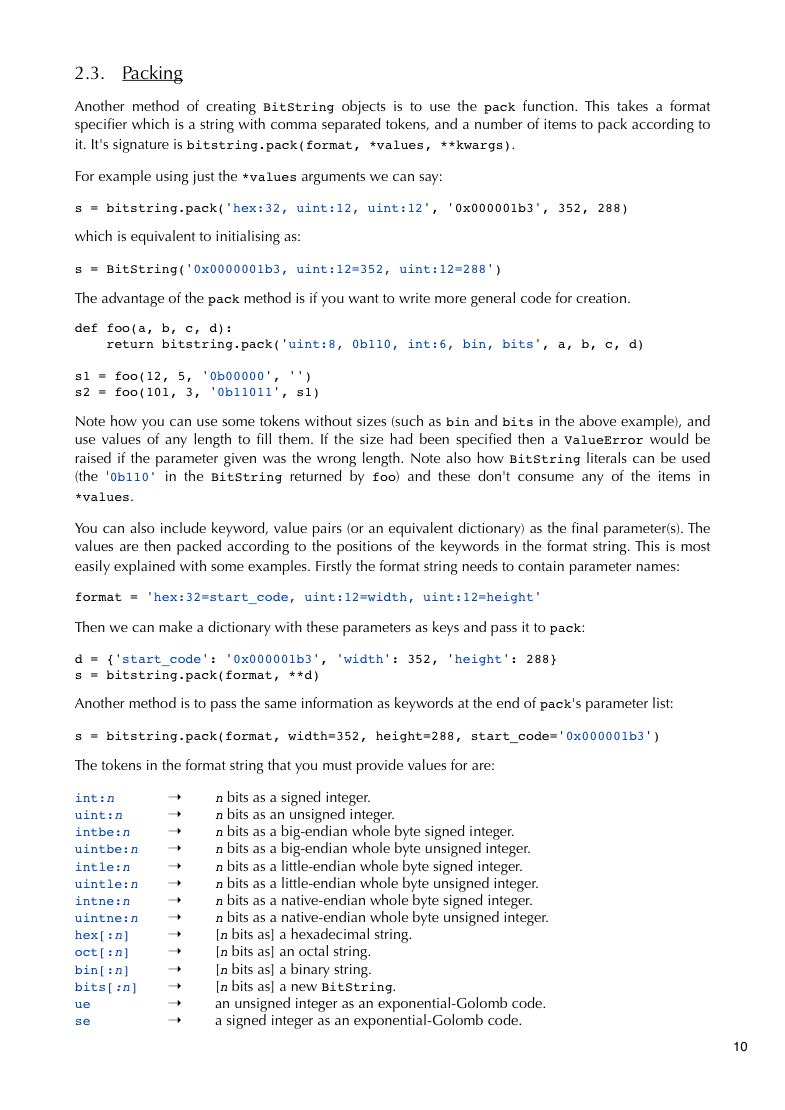 2.3. Packing
Another method of creating BitString objects is to use the pack function. This takes a format
specifier which is a string with comma separated tokens, and a number of items to pack according to
it. It's signature is bitstring.pack(format, *values, **kwargs).
For example using just the *values arguments we can say:
s = bitstring.pack('hex:32, uint:12, uint:12', '0x000001b3', 352, 288)
which is equivalent to initialising as:
s = BitString('0x0000001b3, uint:12=352, uint:12=288')
The advantage of the pack method is if you want to write more general code for creation.
def foo(a, b, c, d):
    return bitstring.pack('uint:8, 0b110, int:6, bin, bits', a, b, c, d)
s1 = foo(12, 5, '0b00000', '')
s2 = foo(101, 3, '0b11011', s1)
Note how you can use some tokens without sizes (such as bin and bits in the above example), and
use values of any length to fill them. If the size had been specified then a ValueError would be
raised if the parameter given was the wrong length. Note also how BitString literals can be used
(the '0b110' in the BitString returned by foo) and these don't consume any of the items in
*values.
You can also include keyword, value pairs (or an equivalent dictionary) as the final parameter(s). The
values are then packed according to the positions of the keywords in the format string. This is most
easily explained with some examples. Firstly the format string needs to contain parameter names:
format = 'hex:32=start_code, uint:12=width, uint:12=height'
Then we can make a dictionary with these parameters as keys and pass it to pack:
d = {'start_code': '0x000001b3', 'width': 352, 'height': 288}
s = bitstring.pack(format, **d)
Another method is to pass the same information as keywords at the end of pack's parameter list:
s = bitstring.pack(format, width=352, height=288, start_code='0x000001b3')
The tokens in the format string that you must provide values for are:
int:n → n bits as a signed integer.
uint:n → n bits as an unsigned integer.
intbe:n → n bits as a big-endian whole byte signed integer.
uintbe:n → n bits as a big-endian whole byte unsigned integer.
intle:n → n bits as a little-endian whole byte signed integer.
uintle:n → n bits as a little-endian whole byte unsigned integer.
intne:n → n bits as a native-endian whole byte signed integer.
uintne:n → n bits as a native-endian whole byte unsigned integer.
hex[:n] → [n bits as] a hexadecimal string.
oct[:n] → [n bits as] an octal string.
bin[:n] → [n bits as] a binary string.
bits[:n] → [n bits as] a new BitString.
ue → an unsigned integer as an exponential-Golomb code.
se → a signed integer as an exponential-Golomb code.
10